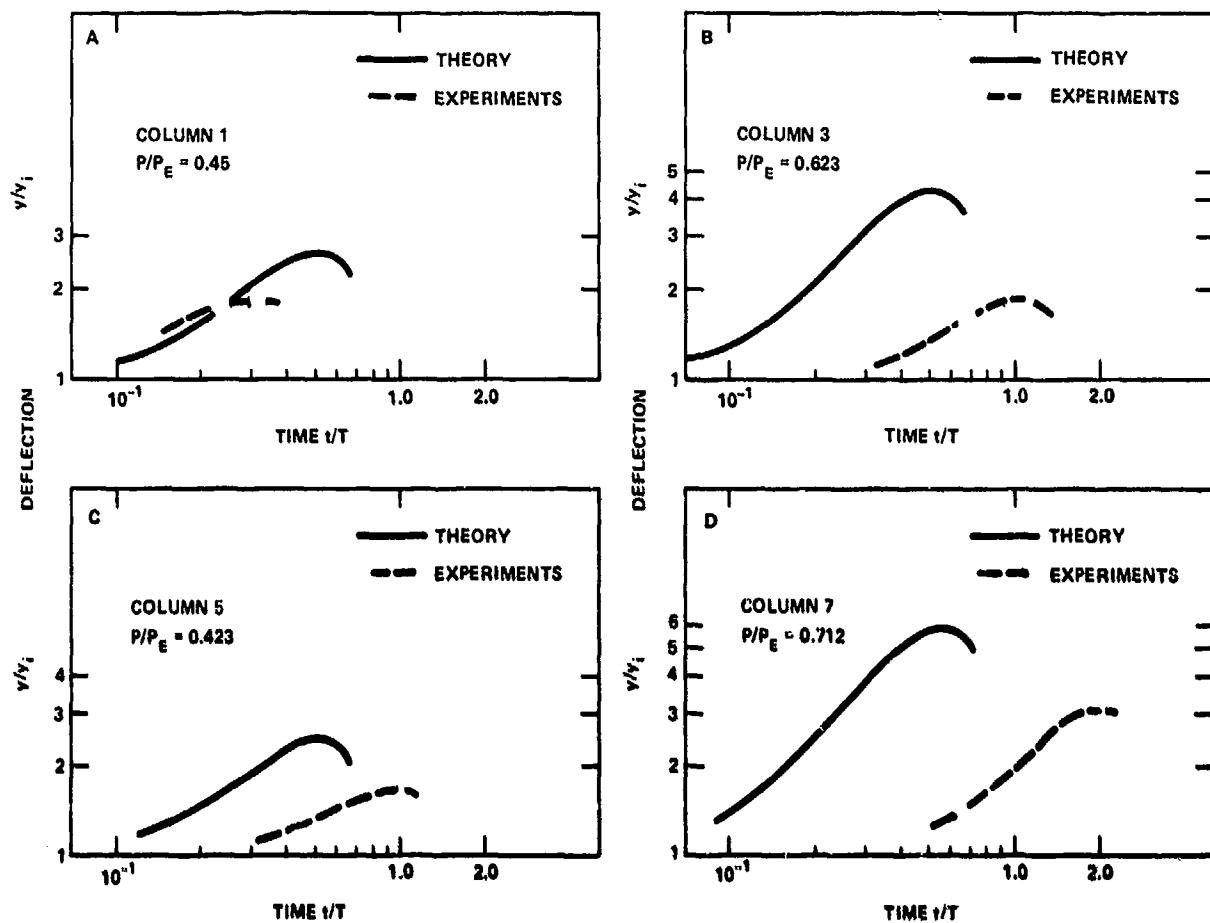 A
THEORY
EXPERIMENTS
COLUMN 1
P/P_E = 0.45
y/y_i
3
2
1
10^-1
1.0
2.0
TIME t/T
B
THEORY
EXPERIMENTS
COLUMN 3
P/P_E = 0.623
y/y_i
5
4
3
2
1
10^-1
1.0
2.0
TIME t/T
DEFLECTION
DEFLECTION
C
THEORY
EXPERIMENTS
COLUMN 5
P/P_E = 0.423
y/y_i
4
3
2
1
10^-1
1.0
2.0
TIME t/T
D
THEORY
EXPERIMENTS
COLUMN 7
P/P_E = 0.712
y/y_i
6
5
4
3
2
1
10^-1
1.0
2.0
TIME t/T